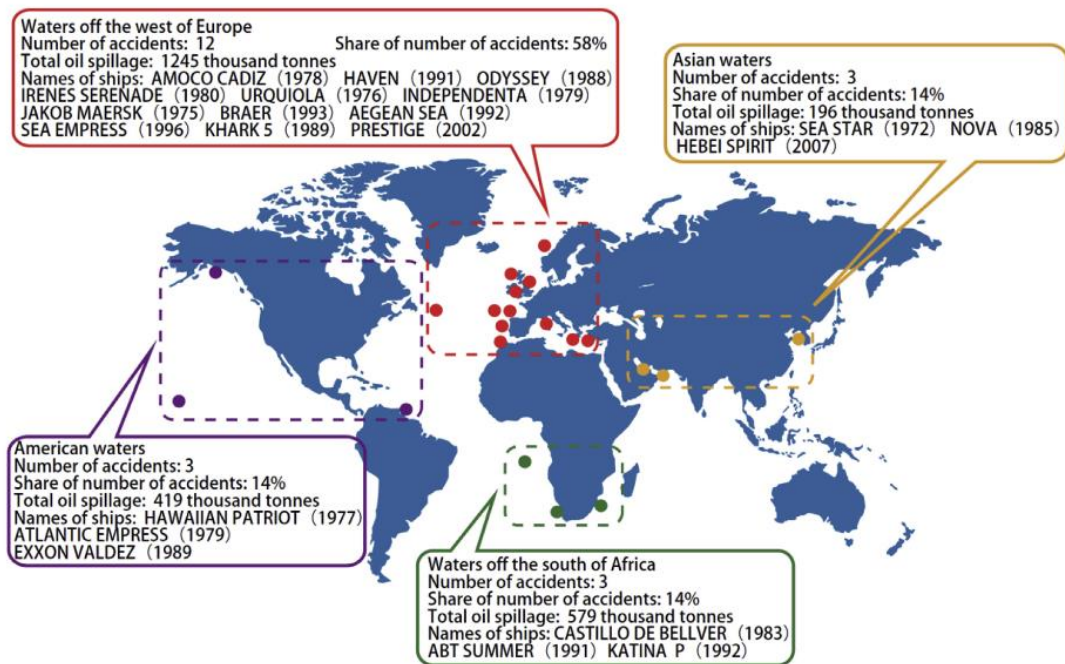 Waters off the west of Europe
Number of accidents: 12 Share of number of accidents: 58%
Total oil spillage: 1245 thousand tonnes
Names of ships: AMOCO CADIZ (1978) HAVEN (1991) ODYSSEY (1988)
IRENES SERENADE (1980) URQUIOLA (1976) INDEPENDENTA (1979)
JAKOB MAERSK (1975) BRAER (1993) AEGEAN SEA (1992)
SEA EMPRESS (1996) KHARK 5 (1989) PRESTIGE (2002)
Asian waters
Number of accidents: 3
Share of number of accidents: 14%
Total oil spillage: 196 thousand tonnes
Names of ships: SEA STAR (1972) NOVA (1985)
HEBEI SPIRIT (2007)
American waters
Number of accidents: 3
Share of number of accidents: 14%
Total oil spillage: 419 thousand tonnes
Names of ships: HAWAIIAN PATRIOT (1977)
ATLANTIC EMPRESS (1979)
EXXON VALDEZ (1989
Waters off the south of Africa
Number of accidents: 3
Share of number of accidents: 14%
Total oil spillage: 579 thousand tonnes
Names of ships: CASTILLO DE BELLVER (1983)
ABT SUMMER (1991) KATINA P (1992)